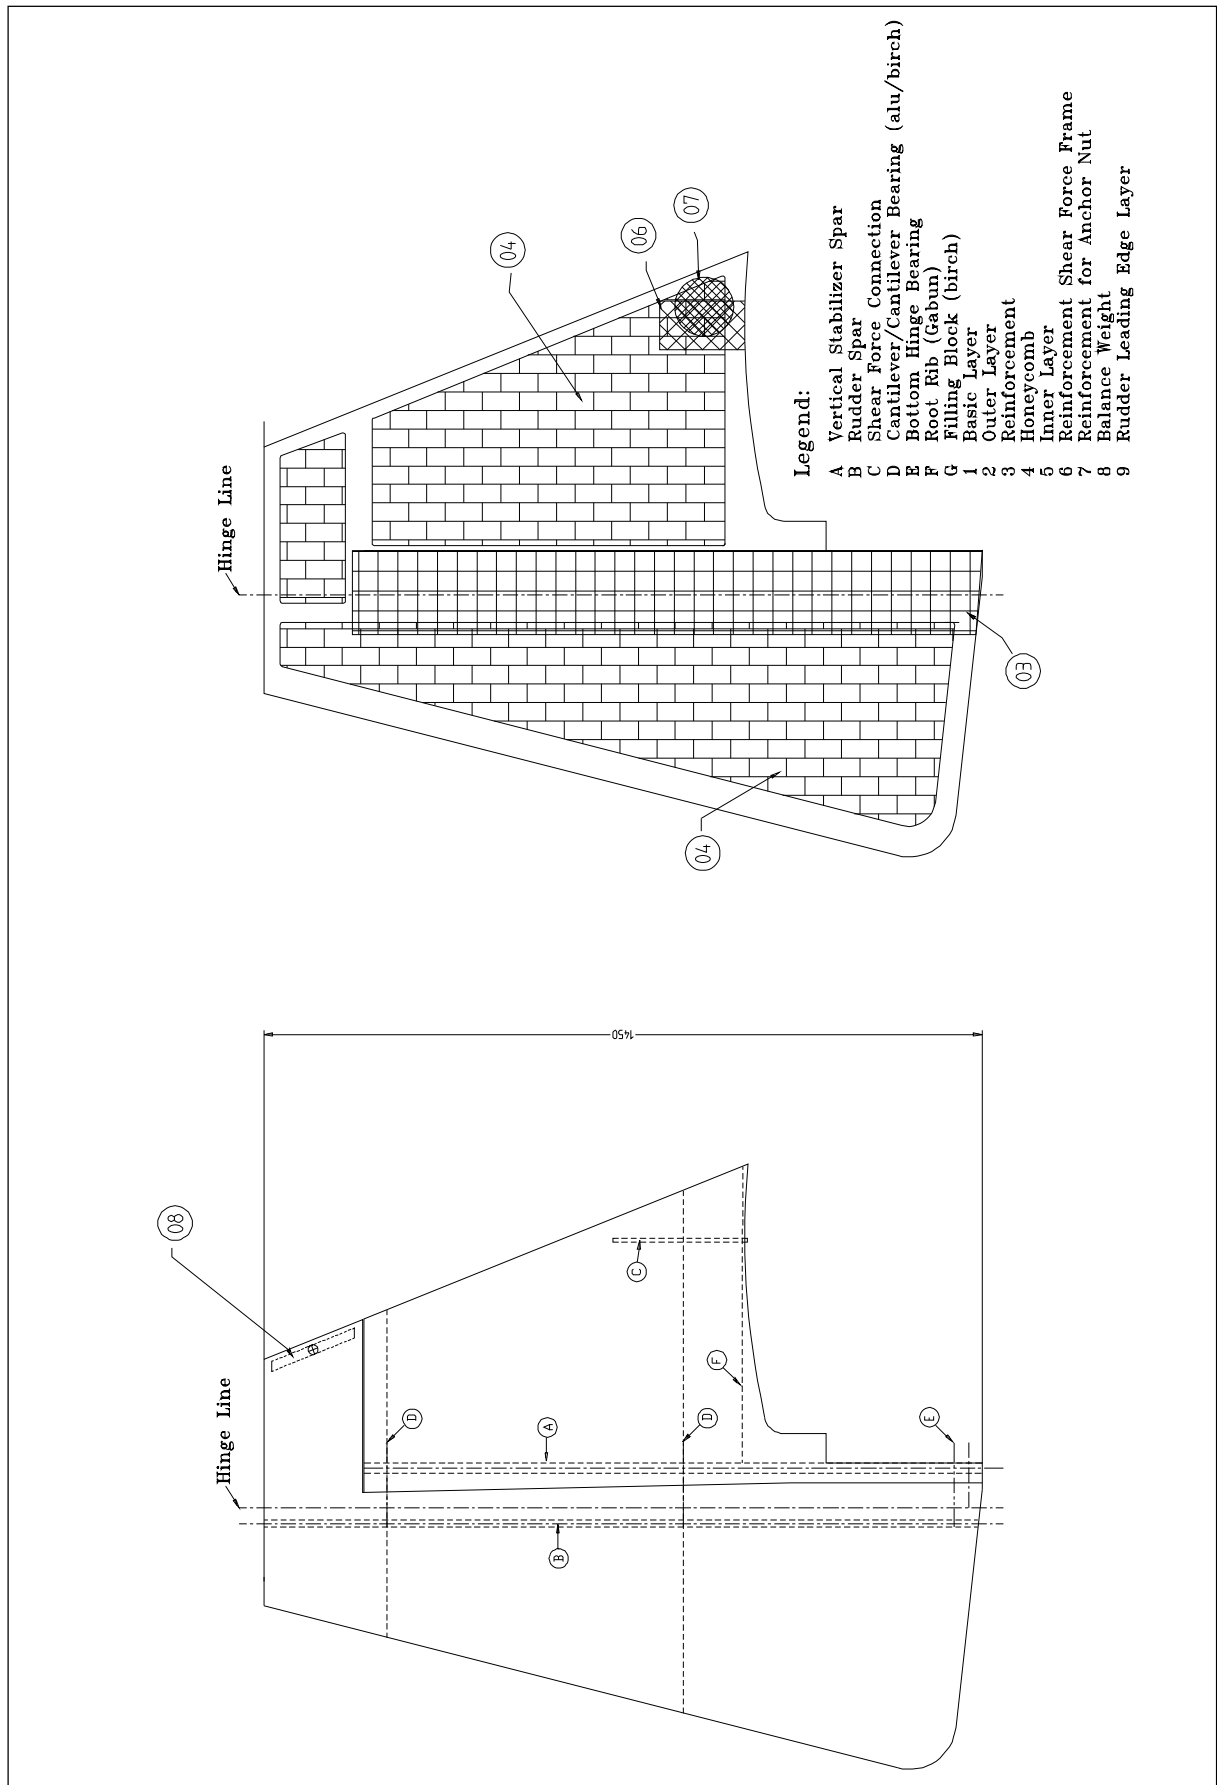 Hinge Line
04
06
07
03
04
Legend:
A Vertical Stabilizer Spar
B Rudder Spar
C Shear Force Connection
D Cantilever/Cantilever Bearing (alu/birch)
E Bottom Hinge Bearing
F Root Rib (Gabun)
G Filling Block (birch)
1 Basic Layer
2 Outer Layer
3 Reinforcement
4 Honeycomb
5 Inner Layer
6 Reinforcement Shear Force Frame
7 Reinforcement for Anchor Nut
8 Balance Weight
9 Rudder Leading Edge Layer
1450
08
Hinge Line
C
D
A
F
D
E
B